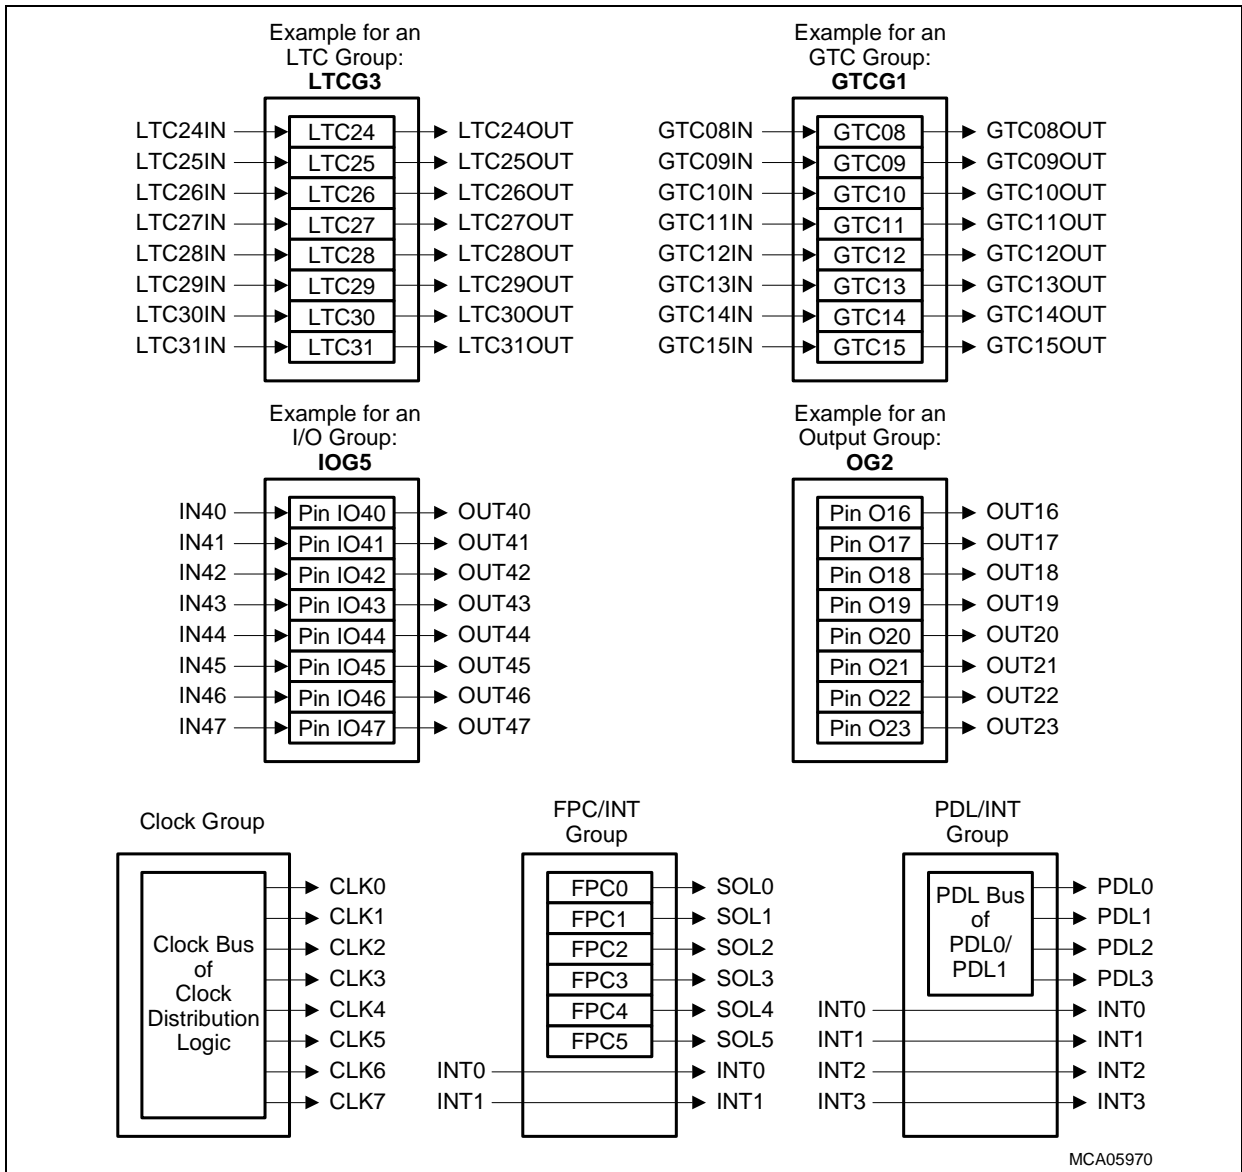 Example for an
LTC Group:
LTCG3
LTC24IN LTC24 LTC24OUT
LTC25IN LTC25 LTC25OUT
LTC26IN LTC26 LTC26OUT
LTC27IN LTC27 LTC27OUT
LTC28IN LTC28 LTC28OUT
LTC29IN LTC29 LTC29OUT
LTC30IN LTC30 LTC30OUT
LTC31IN LTC31 LTC31OUT
Example for an
GTC Group:
GTCG1
GTC08IN GTC08 GTC08OUT
GTC09IN GTC09 GTC09OUT
GTC10IN GTC10 GTC10OUT
GTC11IN GTC11 GTC11OUT
GTC12IN GTC12 GTC12OUT
GTC13IN GTC13 GTC13OUT
GTC14IN GTC14 GTC14OUT
GTC15IN GTC15 GTC15OUT
Example for an
I/O Group:
IOG5
IN40 Pin IO40 OUT40
IN41 Pin IO41 OUT41
IN42 Pin IO42 OUT42
IN43 Pin IO43 OUT43
IN44 Pin IO44 OUT44
IN45 Pin IO45 OUT45
IN46 Pin IO46 OUT46
IN47 Pin IO47 OUT47
Example for an
Output Group:
OG2
Pin O16 OUT16
Pin O17 OUT17
Pin O18 OUT18
Pin O19 OUT19
Pin O20 OUT20
Pin O21 OUT21
Pin O22 OUT22
Pin O23 OUT23
Clock Group
Clock Bus
of
Clock
Distribution
Logic
CLK0
CLK1
CLK2
CLK3
CLK4
CLK5
CLK6
CLK7
FPC/INT
Group
FPC0 SOL0
FPC1 SOL1
FPC2 SOL2
FPC3 SOL3
FPC4 SOL4
FPC5 SOL5
INT0 INT0
INT1 INT1
PDL/INT
Group
PDL Bus
of
PDL0/
PDL1
PDL0
PDL1
PDL2
PDL3
INT0 INT0
INT1 INT1
INT2 INT2
INT3 INT3
MCA05970